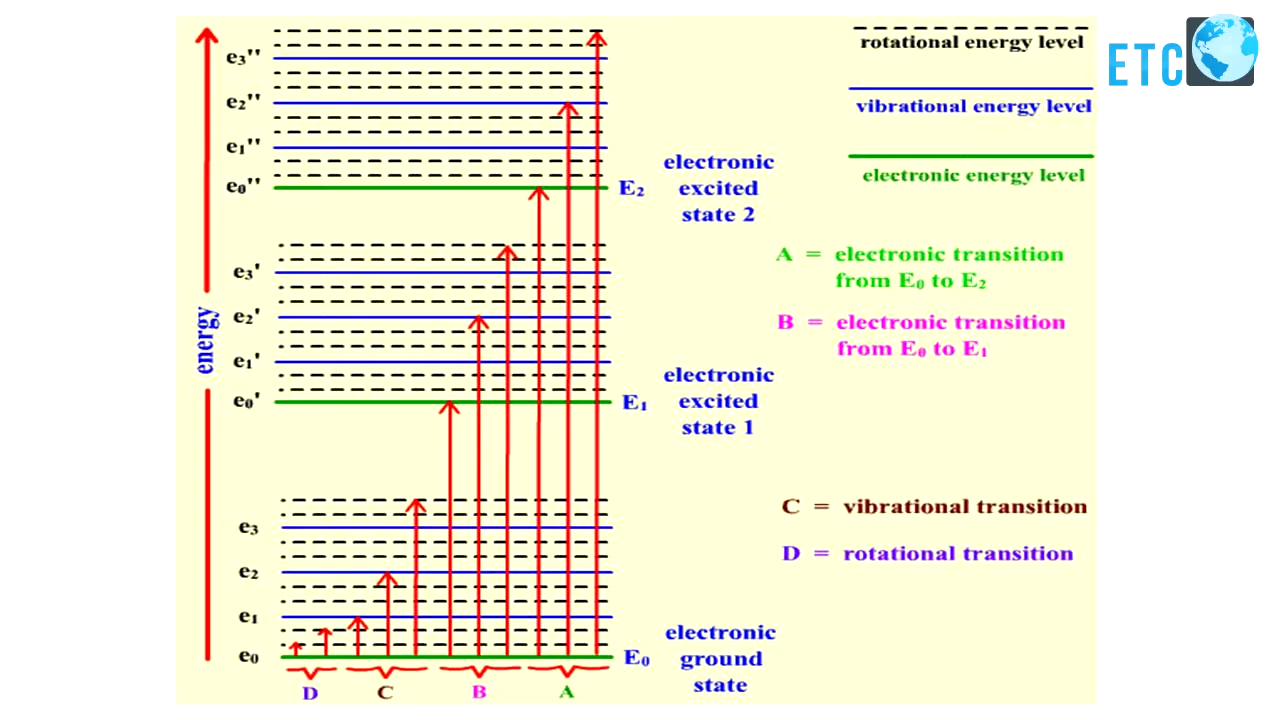 rotational energy level
vibrational energy level
electronic energy level
ETC
energy
e₃''
e₂''
e₁''
e₀''
E₂
electronic
excited
state 2
A = electronic transition
from E₀ to E₂
B = electronic transition
from E₀ to E₁
e₃'
e₂'
e₁'
e₀'
E₁
electronic
excited
state 1
C = vibrational transition
D = rotational transition
e₃
e₂
e₁
e₀
E₀
electronic
ground
state
D
C
B
A